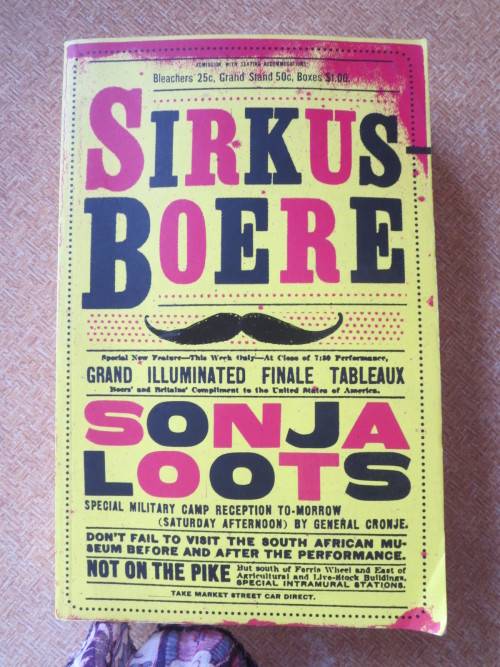 ADMISSION WITH SEATING ACCOMMODATIONS:
Bleachers 25c, Grand Stand 50c, Boxes $1.00.
SIRKUS
BOERE
Special New Feature—This Week Only—At Close of 7:30 Performance,
GRAND ILLUMINATED FINALE TABLEAUX
Boers' and Britains' Compliment to the United States of America.
SONJA
LOOTS
SPECIAL MILITARY CAMP RECEPTION TO-MORROW
(SATURDAY AFTERNOON) BY GENERAL CRONJE.
DON'T FAIL TO VISIT THE SOUTH AFRICAN MU-
SEUM BEFORE AND AFTER THE PERFORMANCE.
NOT ON THE PIKE But south of Ferris Wheel and East of
Agricultural and Live-Stock Buildings.
SPECIAL INTRAMURAL STATIONS.
TAKE MARKET STREET CAR DIRECT.